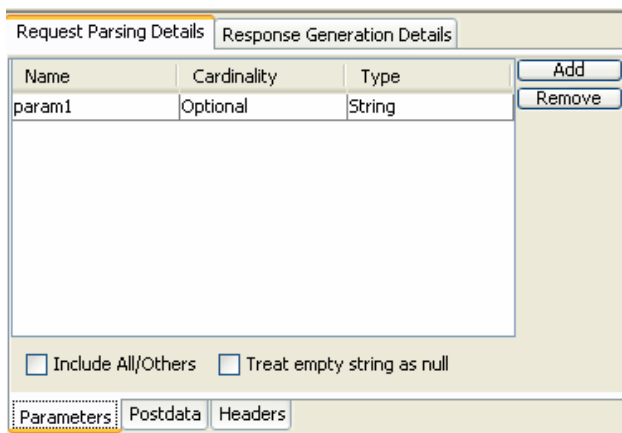 Request Parsing Details Response Generation Details
Name Cardinality Type Add
param1 Optional String Remove
Include All/Others Treat empty string as null
Parameters Postdata Headers